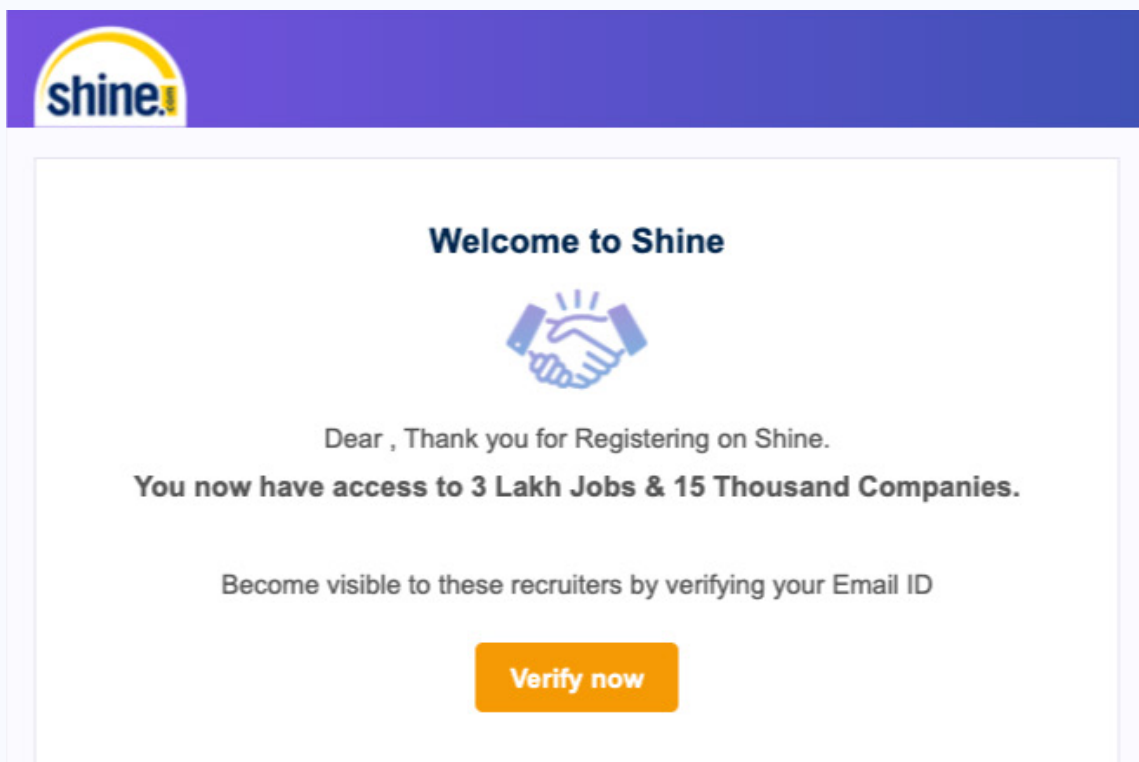 shine.com
Welcome to Shine
Dear , Thank you for Registering on Shine.
You now have access to 3 Lakh Jobs & 15 Thousand Companies.
Become visible to these recruiters by verifying your Email ID
Verify now